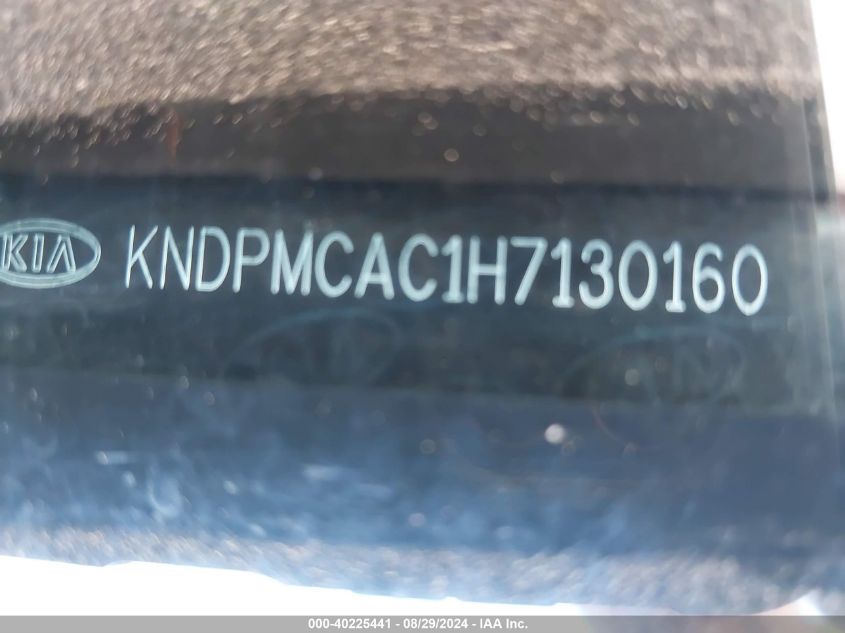 KIA KNDPMCAC1H7130160
000-40225441 - 08/29/2024 - IAA Inc.